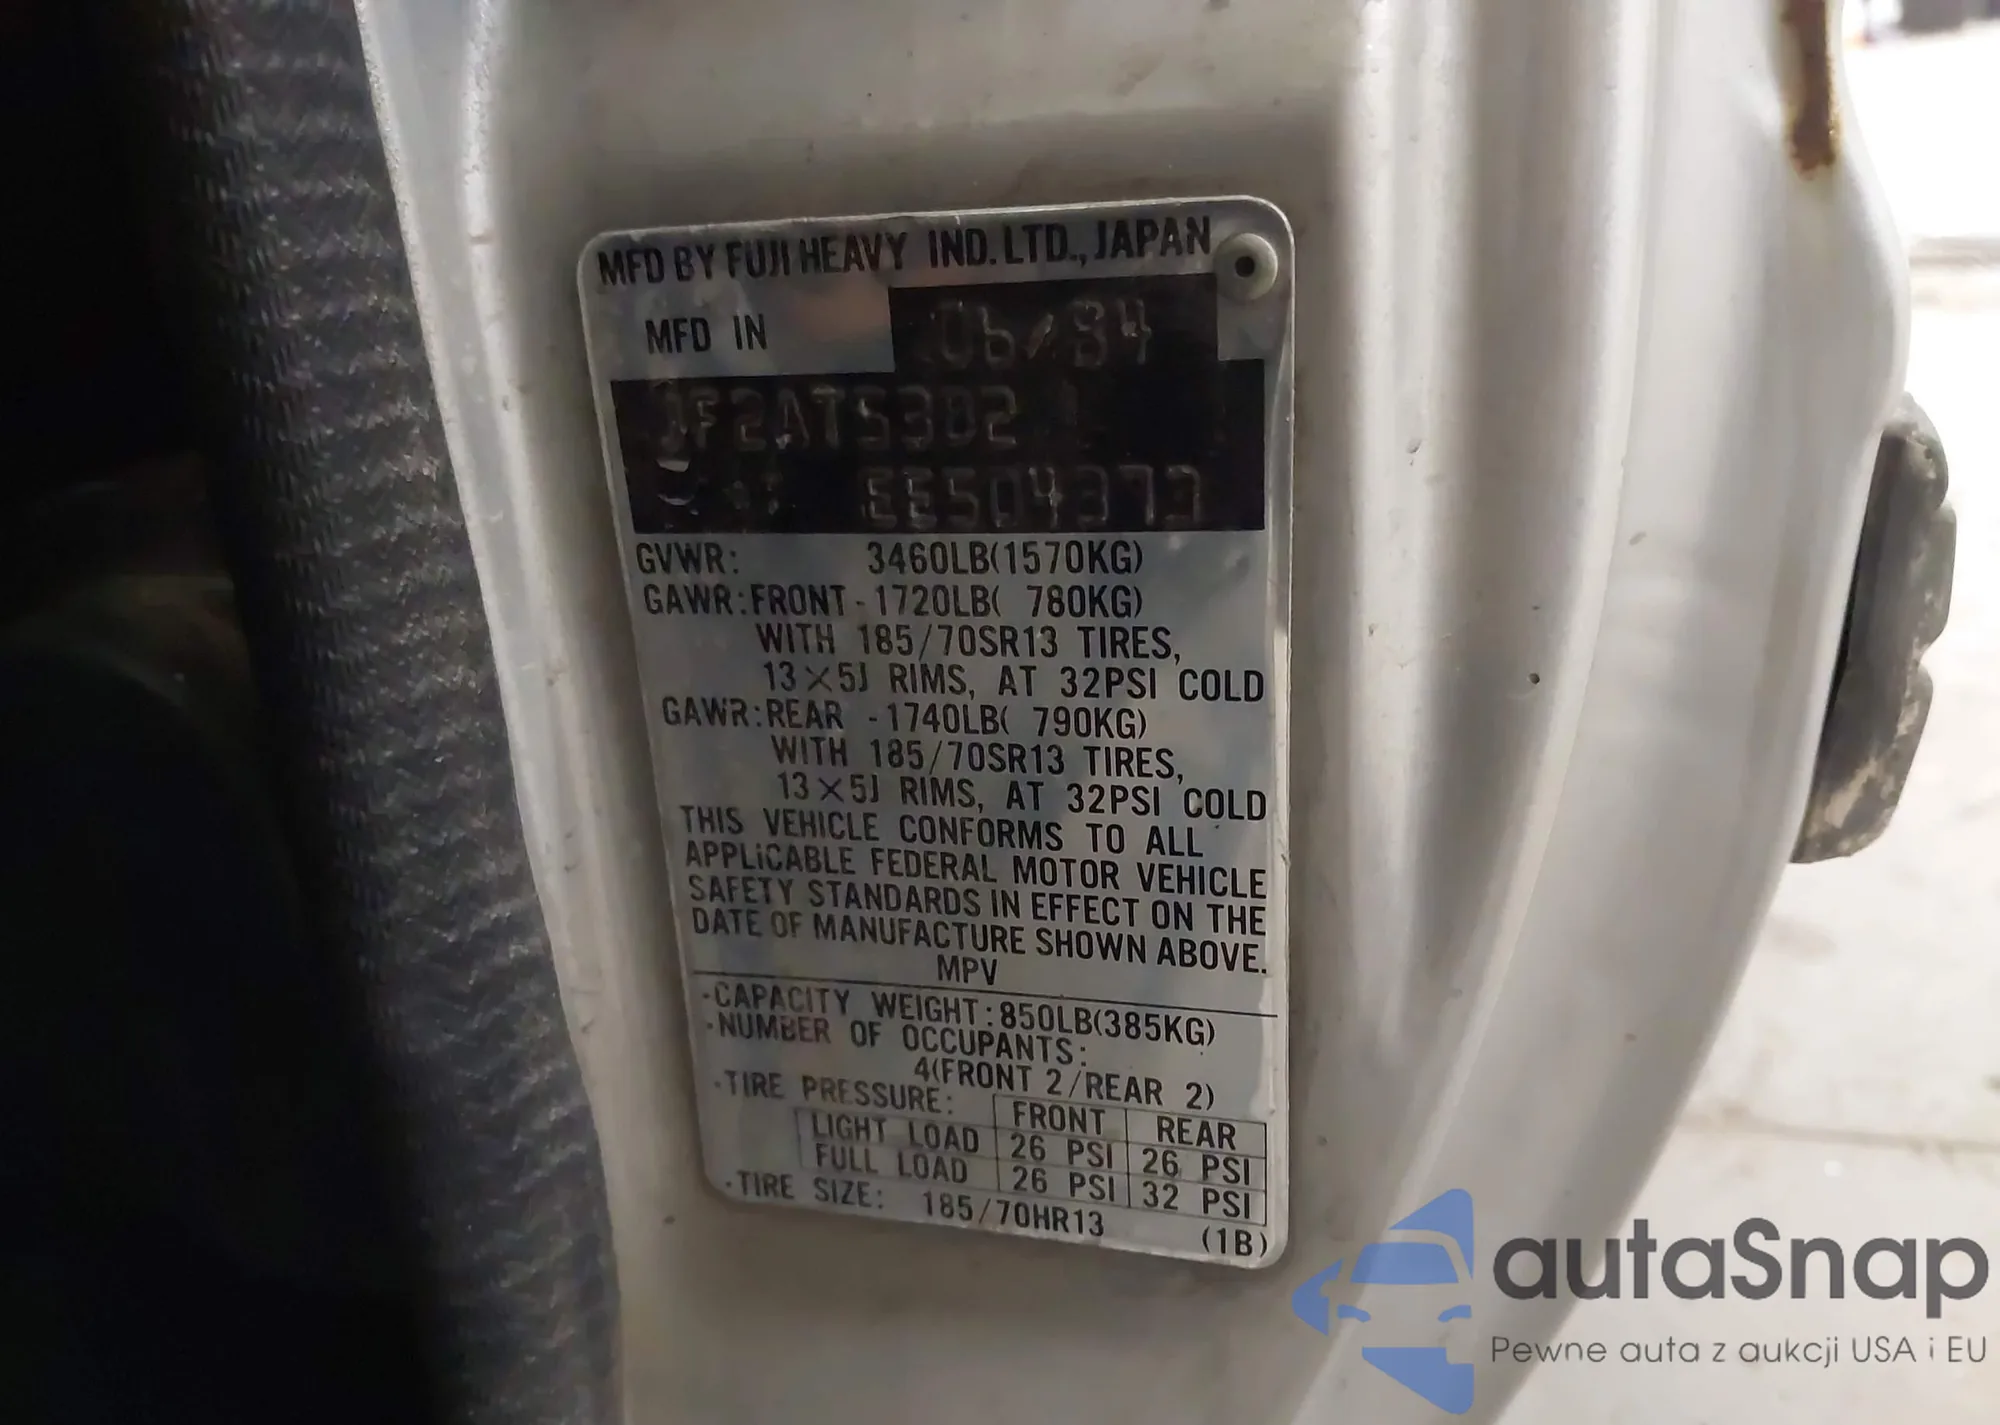 MFD BY FUJI HEAVY IND. LTD., JAPAN
MFD IN 06/84
JF2AT53D2
EE504373
GVWR: 3460LB(1570KG)
GAWR:FRONT-1720LB( 780KG)
WITH 185/70SR13 TIRES,
13×5J RIMS, AT 32PSI COLD
GAWR:REAR -1740LB( 790KG)
WITH 185/70SR13 TIRES,
13×5J RIMS, AT 32PSI COLD
THIS VEHICLE CONFORMS TO ALL
APPLICABLE FEDERAL MOTOR VEHICLE
SAFETY STANDARDS IN EFFECT ON THE
DATE OF MANUFACTURE SHOWN ABOVE.
MPV
·CAPACITY WEIGHT:850LB(385KG)
·NUMBER OF OCCUPANTS:
4(FRONT 2/REAR 2)
·TIRE PRESSURE: FRONT REAR
LIGHT LOAD 26 PSI 26 PSI
FULL LOAD 26 PSI 32 PSI
·TIRE SIZE: 185/70HR13 (1B)
autaSnap
Pewne auta z aukcji USA i EU